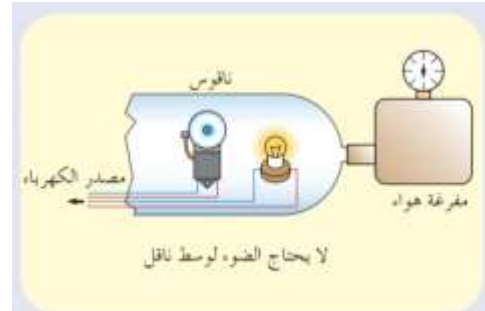 ناقوس
مصدر الكهرباء
مفرغة هواء
لا يحتاج الضوء لوسط ناقل